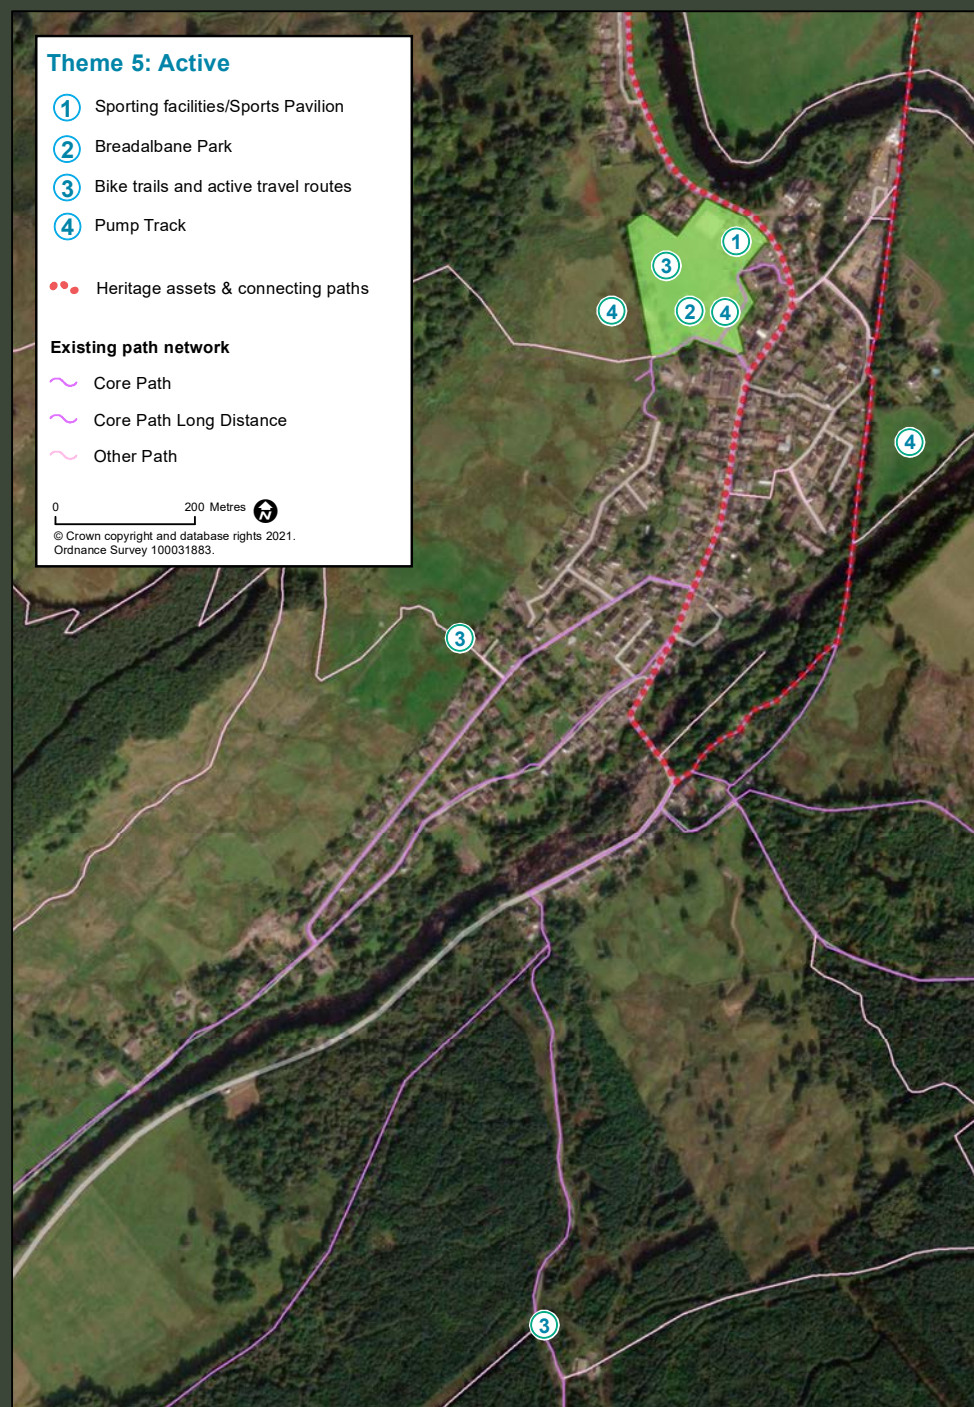 Theme 5: Active
1 Sporting facilities/Sports Pavilion
2 Breadalbane Park
3 Bike trails and active travel routes
4 Pump Track
Heritage assets & connecting paths
Existing path network
Core Path
Core Path Long Distance
Other Path
0 200 Metres N
© Crown copyright and database rights 2021.
Ordnance Survey 100031883.
1
3
4
2
4
4
3
3